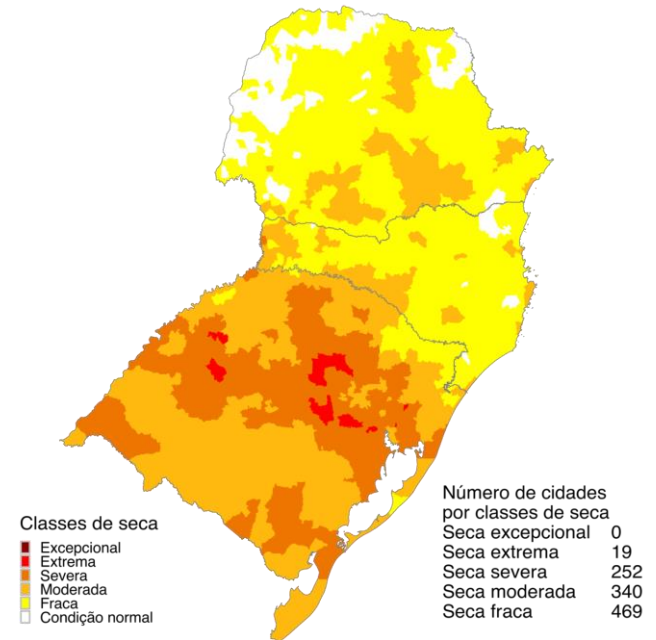 Classes de seca
Excepcional
Extrema
Severa
Moderada
Fraca
Condição normal
Número de cidades
por classes de seca
Seca excepcional 0
Seca extrema 19
Seca severa 252
Seca moderada 340
Seca fraca 469